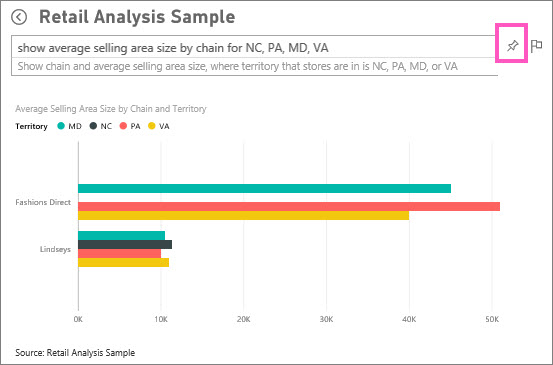 Retail Analysis Sample
show average selling area size by chain for NC, PA, MD, VA
Show chain and average selling area size, where territory that stores are in is NC, PA, MD, or VA
Average Selling Area Size by Chain and Territory
Territory MD NC PA VA
Fashions Direct
Lindseys
0K 10K 20K 30K 40K 50K
Source: Retail Analysis Sample